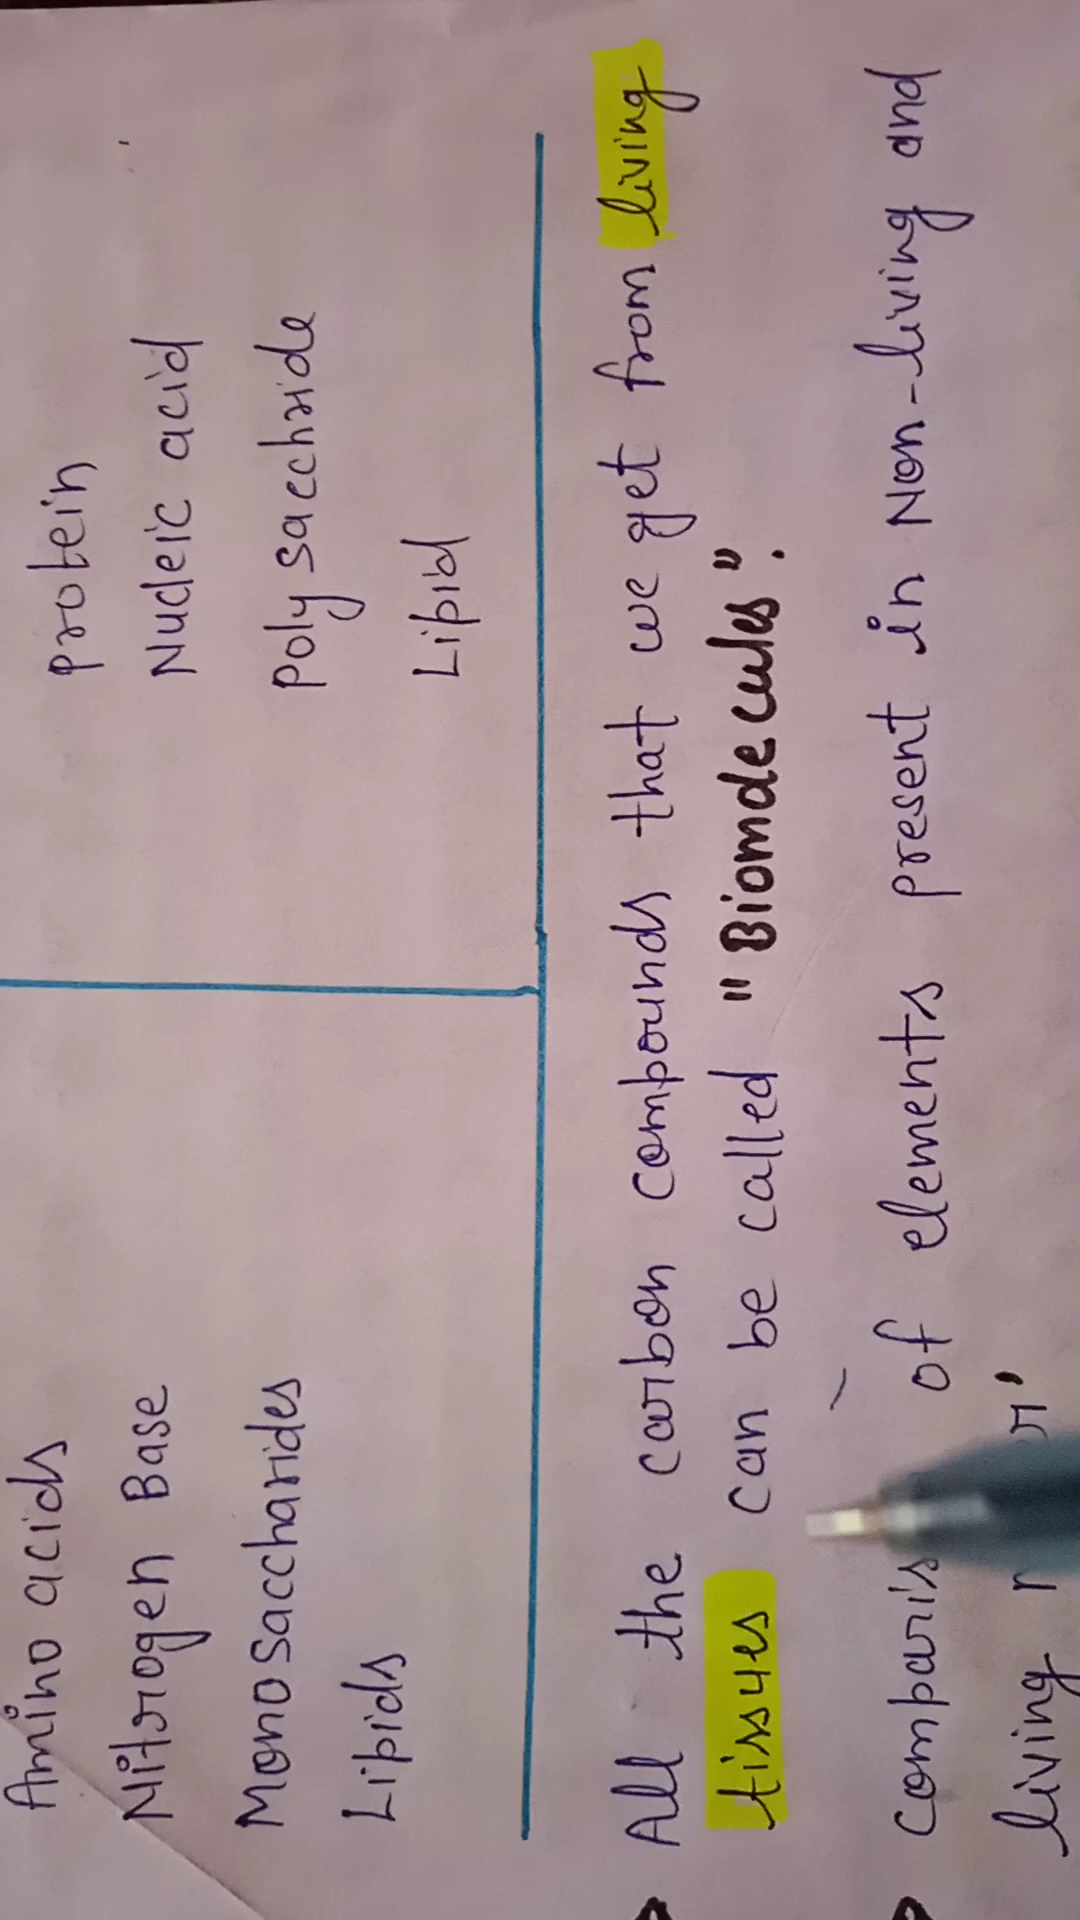 Amino acids
Nitrogen Base
Monosaccharides
Lipids
protein
Nucleic acid
Polysacchride
Lipid
All the carbon compounds that we get from living
tissues can be called "Biomolecules".
of elements present in Non-living and
living